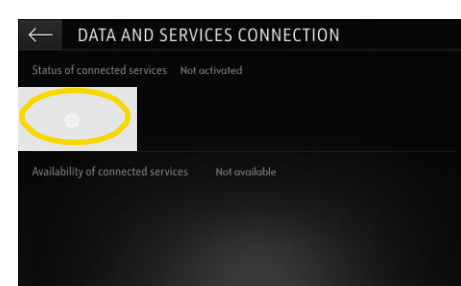 DATA AND SERVICES CONNECTION
Status of connected services Not activated
Availability of connected services Not available